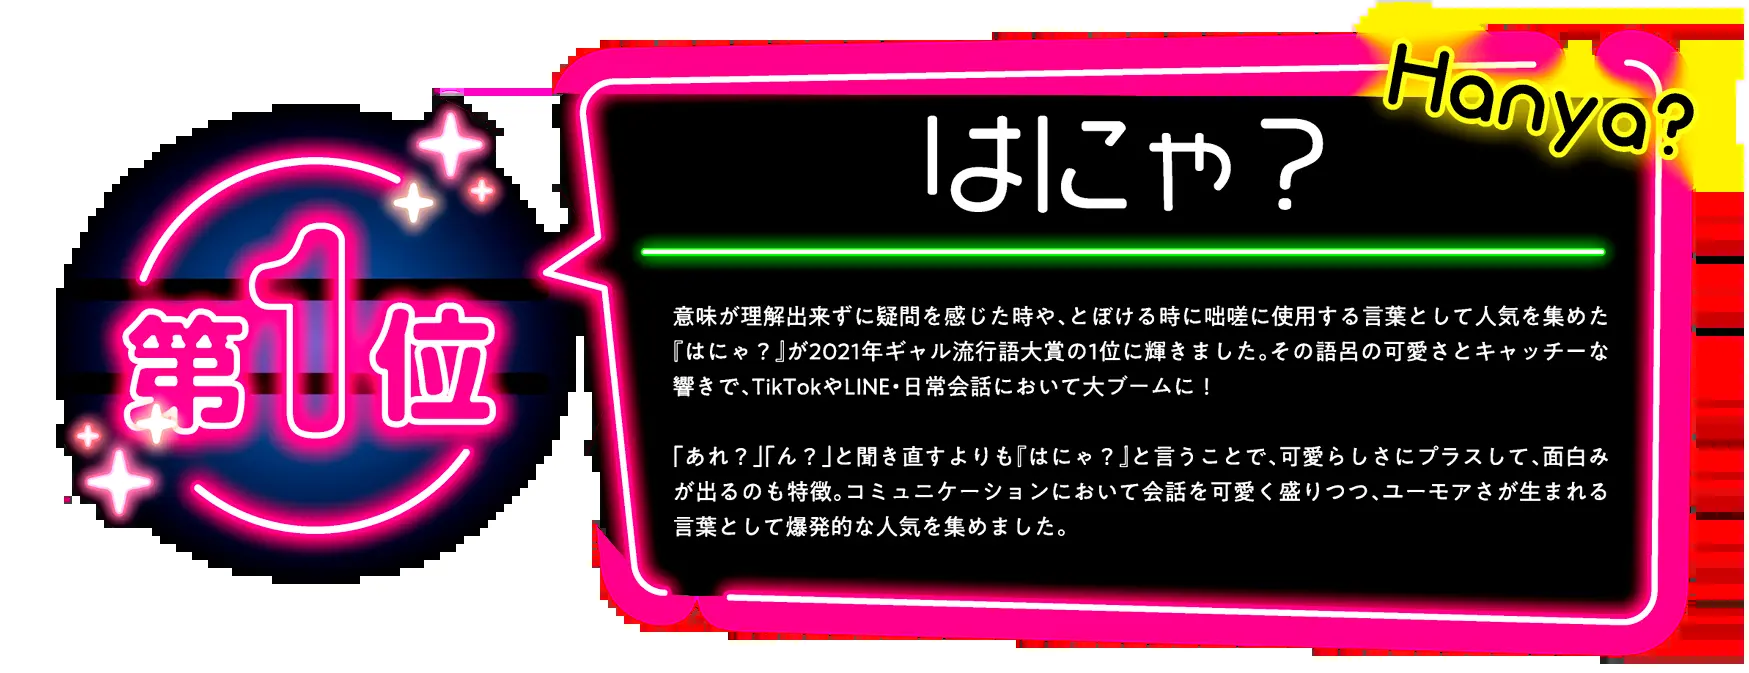 第1位
Hanya?
はにゃ？
意味が理解出来ずに疑問を感じた時や、とぼける時に咄嗟に使用する言葉として人気を集めた
『はにゃ？』が2021年ギャル流行語大賞の1位に輝きました。その語呂の可愛さとキャッチーな
響きで、TikTokやLINE・日常会話において大ブームに！
「あれ？」「ん？」と聞き直すよりも『はにゃ？』と言うことで、可愛らしさにプラスして、面白み
が出るのも特徴。コミュニケーションにおいて会話を可愛く盛りつつ、ユーモアさが生まれる
言葉として爆発的な人気を集めました。